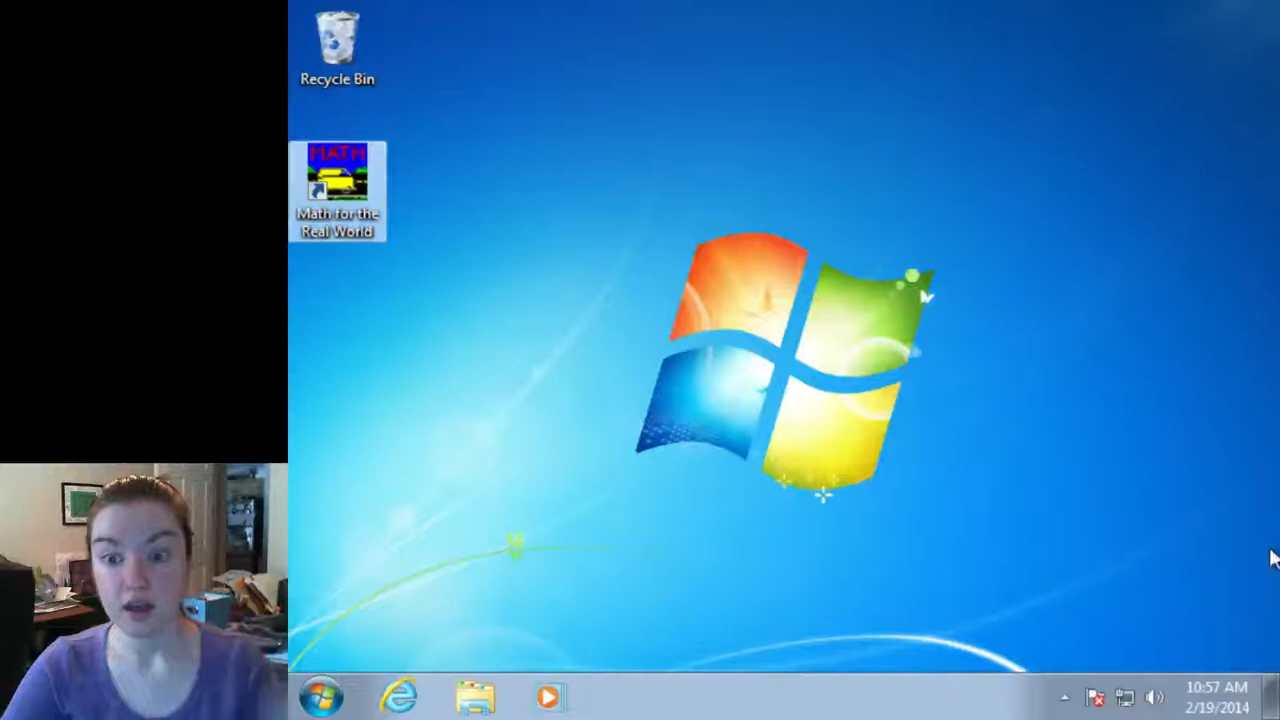 Recycle Bin
MATH
Math for the
Real World
10:57 AM
2/19/2014